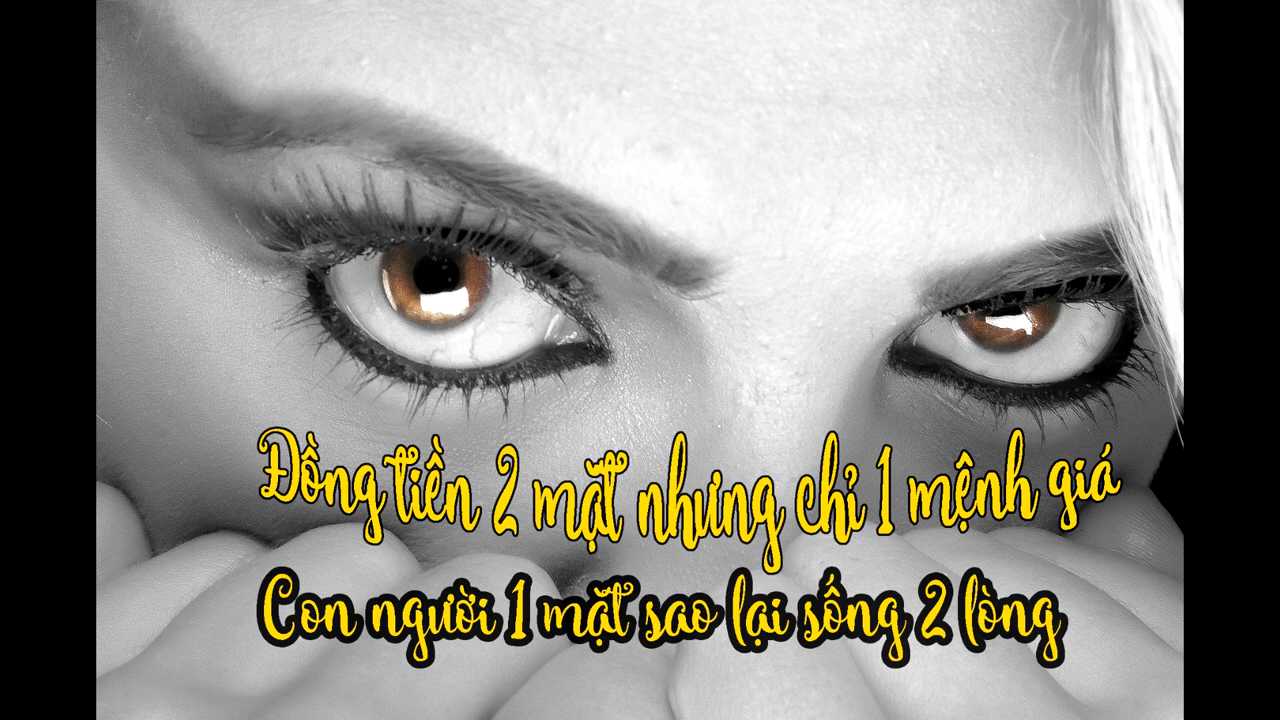 Đồng tiền 2 mặt nhưng chỉ 1 mệnh giá
Con người 1 mặt sao lại sống 2 lòng